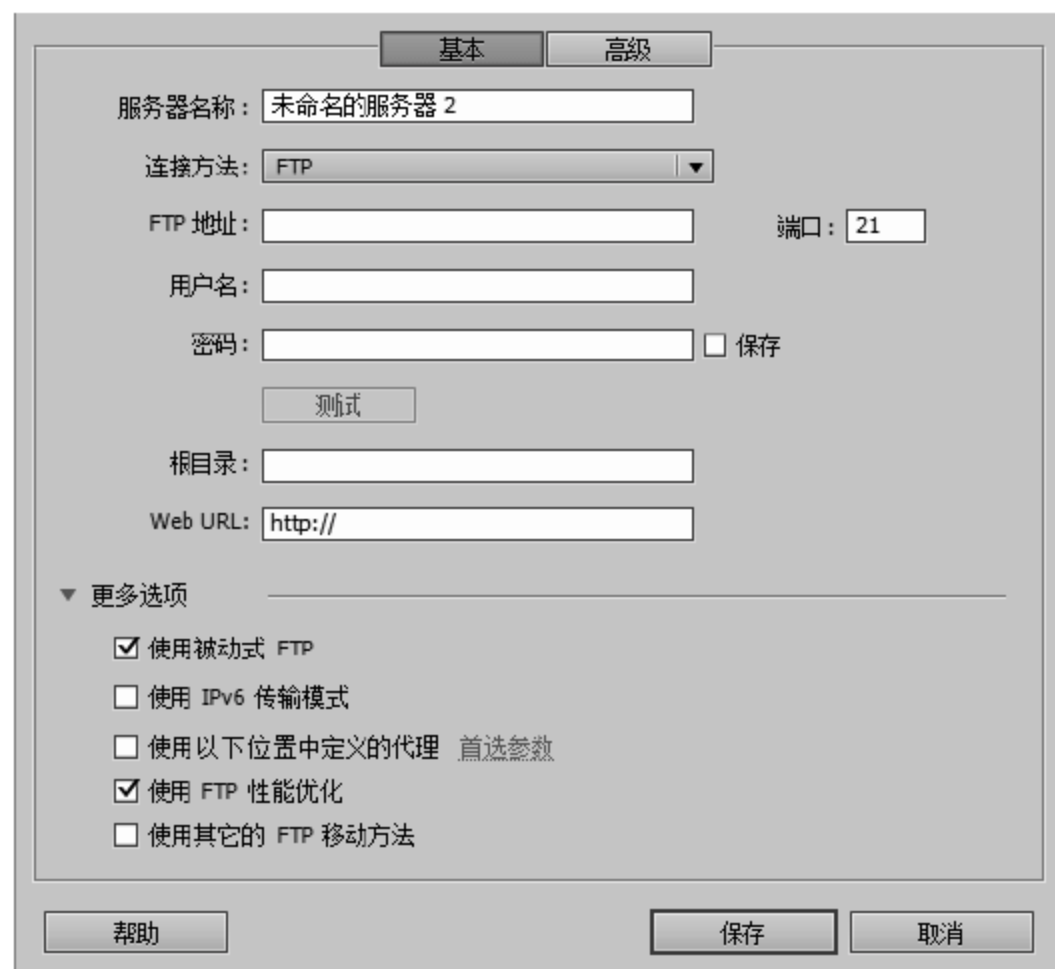 基本 高级
服务器名称： 未命名的服务器 2
连接方法： FTP
FTP 地址： 端口： 21
用户名：
密码： 保存
测试
根目录：
Web URL: http://
更多选项
使用被动式 FTP
使用 IPv6 传输模式
使用以下位置中定义的代理 首选参数
使用 FTP 性能优化
使用其它的 FTP 移动方法
帮助 保存 取消